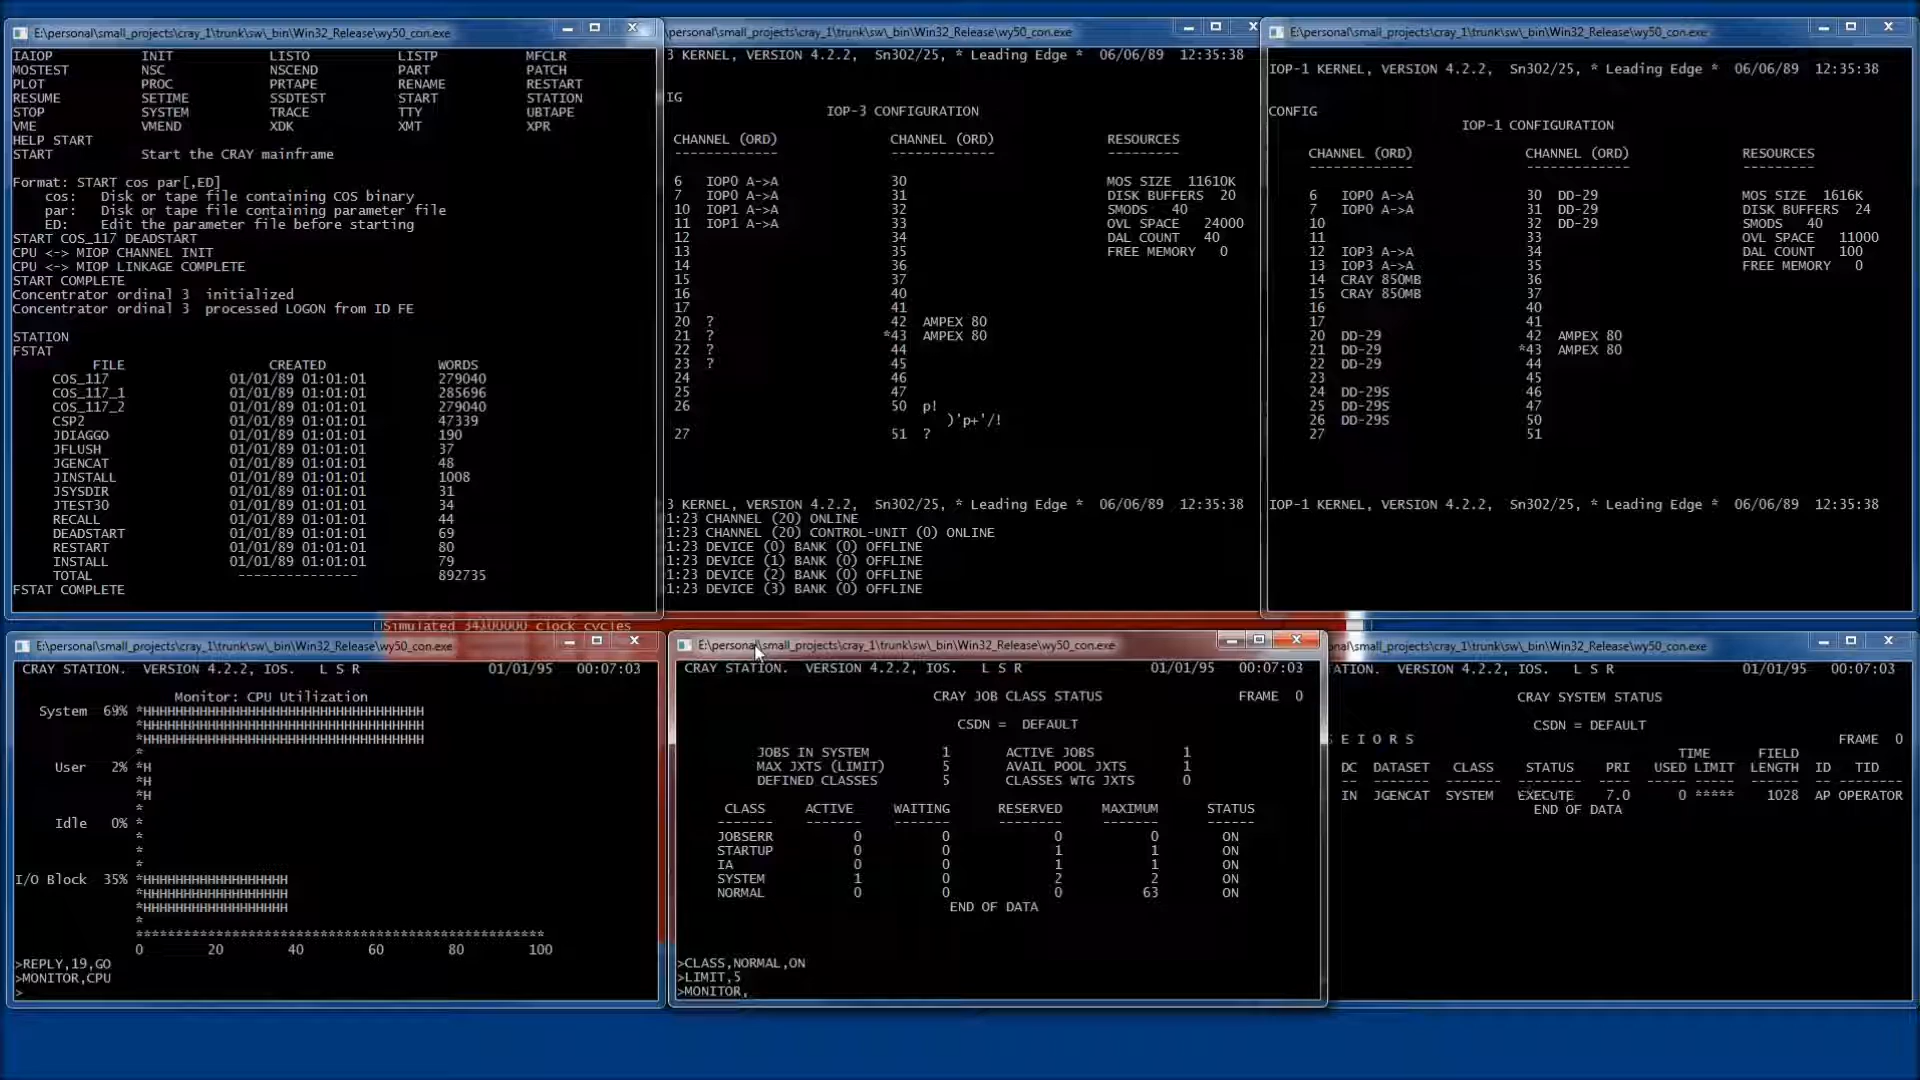 E:\personal\small_projects\cray_1\trunk\sw\_bin\Win32_Release\wy50_con.exe
IAIOP INIT LISTO LISTP MFCLR
MOSTEST NSC NSCEND PART PATCH
PLOT PROC PRTAPE RENAME RESTART
RESUME SETIME SSDTEST START STATION
STOP SYSTEM TRACE TTY UBTAPE
VME VMEND XDK XMT XPR
HELP START
START Start the CRAY mainframe
Format: START cos par[,ED]
cos: Disk or tape file containing COS binary
par: Disk or tape file containing parameter file
ED: Edit the parameter file before starting
START COS_117 DEADSTART
CPU <-> MIOP CHANNEL INIT
CPU <-> MIOP LINKAGE COMPLETE
START COMPLETE
Concentrator ordinal 3 initialized
Concentrator ordinal 3 processed LOGON from ID FE
STATION
FSTAT
FILE CREATED WORDS
COS_117 01/01/89 01:01:01 279040
COS_117_1 01/01/89 01:01:01 285696
COS_117_2 01/01/89 01:01:01 279040
CSP2 01/01/89 01:01:01 47339
JDIAGGO 01/01/89 01:01:01 190
JFLUSH 01/01/89 01:01:01 37
JGENCAT 01/01/89 01:01:01 48
JINSTALL 01/01/89 01:01:01 1008
JSYSDIR 01/01/89 01:01:01 31
JTEST30 01/01/89 01:01:01 34
RECALL 01/01/89 01:01:01 44
DEADSTART 01/01/89 01:01:01 69
RESTART 01/01/89 01:01:01 80
INSTALL 01/01/89 01:01:01 79
TOTAL --------------- 892735
FSTAT COMPLETE
personal\small_projects\cray_1\trunk\sw\_bin\Win32_Release\wy50_con.exe
3 KERNEL, VERSION 4.2.2, Sn302/25, * Leading Edge * 06/06/89 12:35:38
IG
IOP-3 CONFIGURATION
CHANNEL (ORD) CHANNEL (ORD) RESOURCES
------------- ------------- ---------
6 IOP0 A->A 30 MOS SIZE 11610K
7 IOP0 A->A 31 DISK BUFFERS 20
10 IOP1 A->A 32 SMODS 40
11 IOP1 A->A 33 OVL SPACE 24000
12 34 DAL COUNT 40
13 35 FREE MEMORY 0
14 36
15 37
16 40
17 41
20 ? 42 AMPEX 80
21 ? *43 AMPEX 80
22 ? 44
23 ? 45
24 46
25 47
26 50 p!
)'p+'/!
27 51 ?
3 KERNEL, VERSION 4.2.2, Sn302/25, * Leading Edge * 06/06/89 12:35:38
1:23 CHANNEL (20) ONLINE
1:23 CHANNEL (20) CONTROL-UNIT (0) ONLINE
1:23 DEVICE (0) BANK (0) OFFLINE
1:23 DEVICE (1) BANK (0) OFFLINE
1:23 DEVICE (2) BANK (0) OFFLINE
1:23 DEVICE (3) BANK (0) OFFLINE
E:\personal\small_projects\cray_1\trunk\sw\_bin\Win32_Release\wy50_con.exe
IOP-1 KERNEL, VERSION 4.2.2, Sn302/25, * Leading Edge * 06/06/89 12:35:38
CONFIG
IOP-1 CONFIGURATION
CHANNEL (ORD) CHANNEL (ORD) RESOURCES
------------- ------------- ---------
6 IOP0 A->A 30 DD-29 MOS SIZE 1616K
7 IOP0 A->A 31 DD-29 DISK BUFFERS 24
10 32 DD-29 SMODS 40
11 33 OVL SPACE 11000
12 IOP3 A->A 34 DAL COUNT 100
13 IOP3 A->A 35 FREE MEMORY 0
14 CRAY 850MB 36
15 CRAY 850MB 37
16 40
17 41
20 DD-29 42 AMPEX 80
21 DD-29 *43 AMPEX 80
22 DD-29 44
23 45
24 DD-29S 46
25 DD-29S 47
26 DD-29S 50
27 51
IOP-1 KERNEL, VERSION 4.2.2, Sn302/25, * Leading Edge * 06/06/89 12:35:38
Simulated 34100000 clock cycles
E:\personal\small_projects\cray_1\trunk\sw\_bin\Win32_Release\wy50_con.exe
CRAY STATION. VERSION 4.2.2, IOS. L S R 01/01/95 00:07:03
Monitor: CPU Utilization
System 69% *HHHHHHHHHHHHHHHHHHHHHHHHHHHHHHHHHHH
*HHHHHHHHHHHHHHHHHHHHHHHHHHHHHHHHHHH
*HHHHHHHHHHHHHHHHHHHHHHHHHHHHHHHHHHH
*
User 2% *H
*H
*H
*
Idle 0% *
*
*
*
I/O Block 35% *HHHHHHHHHHHHHHHHHH
*HHHHHHHHHHHHHHHHHH
*HHHHHHHHHHHHHHHHHH
*
***************************************************
0 20 40 60 80 100
>REPLY,19,GO
>MONITOR,CPU
>
E:\personal\small_projects\cray_1\trunk\sw\_bin\Win32_Release\wy50_con.exe
CRAY STATION. VERSION 4.2.2, IOS. L S R 01/01/95 00:07:03
CRAY JOB CLASS STATUS FRAME 0
CSDN = DEFAULT
JOBS IN SYSTEM 1 ACTIVE JOBS 1
MAX JXTS (LIMIT) 5 AVAIL POOL JXTS 1
DEFINED CLASSES 5 CLASSES WTG JXTS 0
CLASS ACTIVE WAITING RESERVED MAXIMUM STATUS
------- ------ ------- -------- ------- ------
JOBSERR 0 0 0 0 ON
STARTUP 0 0 1 1 ON
IA 0 0 1 1 ON
SYSTEM 1 0 2 2 ON
NORMAL 0 0 0 63 ON
END OF DATA
>CLASS,NORMAL,ON
>LIMIT,5
>MONITOR,_
nal\small_projects\cray_1\trunk\sw\_bin\Win32_Release\wy50_con.exe
ATION. VERSION 4.2.2, IOS. L S R 01/01/95 00:07:03
CRAY SYSTEM STATUS
CSDN = DEFAULT
E I O R S FRAME 0
TIME FIELD
DC DATASET CLASS STATUS PRI USED LIMIT LENGTH ID TID
-- ------- ------ ------- --- ---- ----- ------ -- --------
IN JGENCAT SYSTEM EXECUTE 7.0 0 ***** 1028 AP OPERATOR
END OF DATA